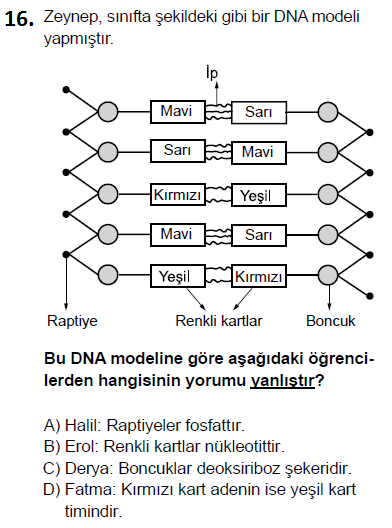 16. Zeynep, sınıfta şekildeki gibi bir DNA modeli
yapmıştır.
İp
Mavi Sarı
Sarı Mavi
Kırmızı Yeşil
Mavi Sarı
Yeşil Kırmızı
Raptiye Renkli kartlar Boncuk
Bu DNA modeline göre aşağıdaki öğrenci-
lerden hangisinin yorumu yanlıştır?
A) Halil: Raptiyeler fosfattır.
B) Erol: Renkli kartlar nükleotittir.
C) Derya: Boncuklar deoksiriboz şekeridir.
D) Fatma: Kırmızı kart adenin ise yeşil kart
timindir.